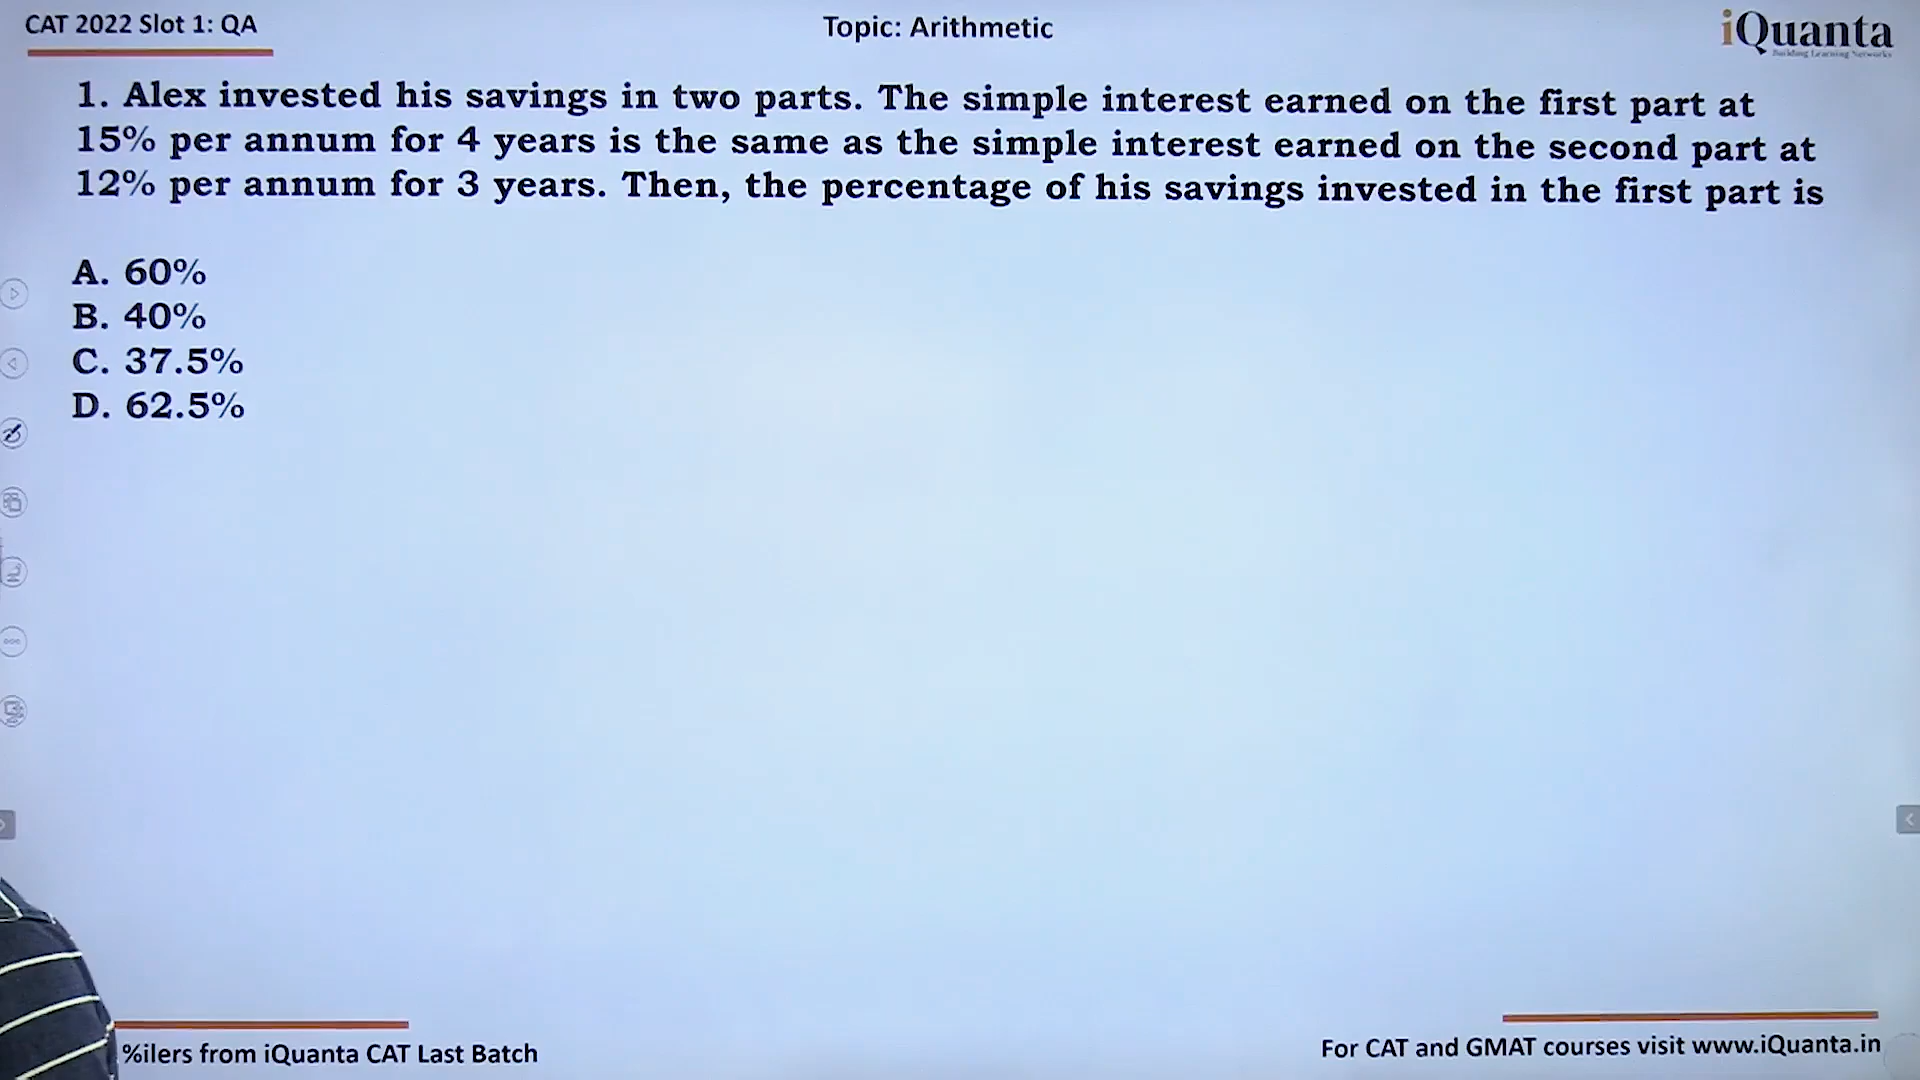 CAT 2022 Slot 1: QA
Topic: Arithmetic
iQuanta
Building Learning Networks
1. Alex invested his savings in two parts. The simple interest earned on the first part at
15% per annum for 4 years is the same as the simple interest earned on the second part at
12% per annum for 3 years. Then, the percentage of his savings invested in the first part is
A. 60%
B. 40%
C. 37.5%
D. 62.5%
%ilers from iQuanta CAT Last Batch
For CAT and GMAT courses visit www.iQuanta.in